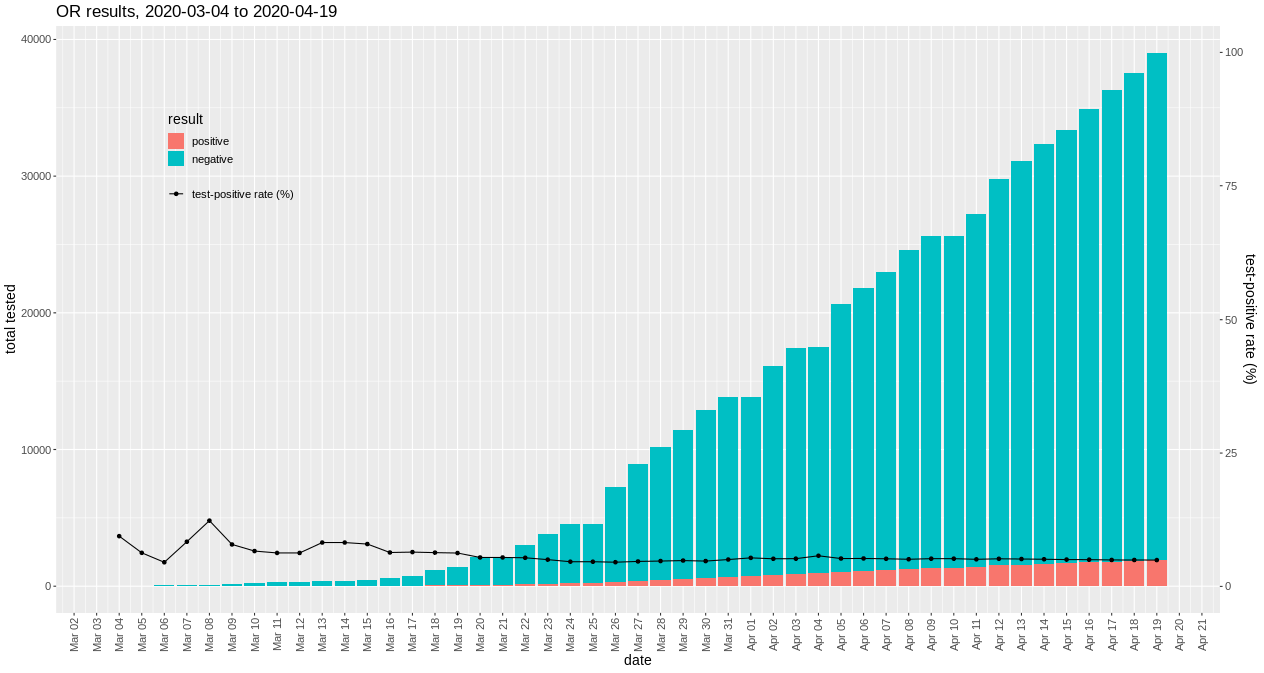 OR results, 2020-03-04 to 2020-04-19
40000
30000
20000
10000
0
total tested
result
positive
negative
test-positive rate (%)
100
75
50
25
0
test-positive rate (%)
Mar 02
Mar 03
Mar 04
Mar 05
Mar 06
Mar 07
Mar 08
Mar 09
Mar 10
Mar 11
Mar 12
Mar 13
Mar 14
Mar 15
Mar 16
Mar 17
Mar 18
Mar 19
Mar 20
Mar 21
Mar 22
Mar 23
Mar 24
Mar 25
Mar 26
Mar 27
Mar 28
Mar 29
Mar 30
Mar 31
Apr 01
Apr 02
Apr 03
Apr 04
Apr 05
Apr 06
Apr 07
Apr 08
Apr 09
Apr 10
Apr 11
Apr 12
Apr 13
Apr 14
Apr 15
Apr 16
Apr 17
Apr 18
Apr 19
Apr 20
Apr 21
date